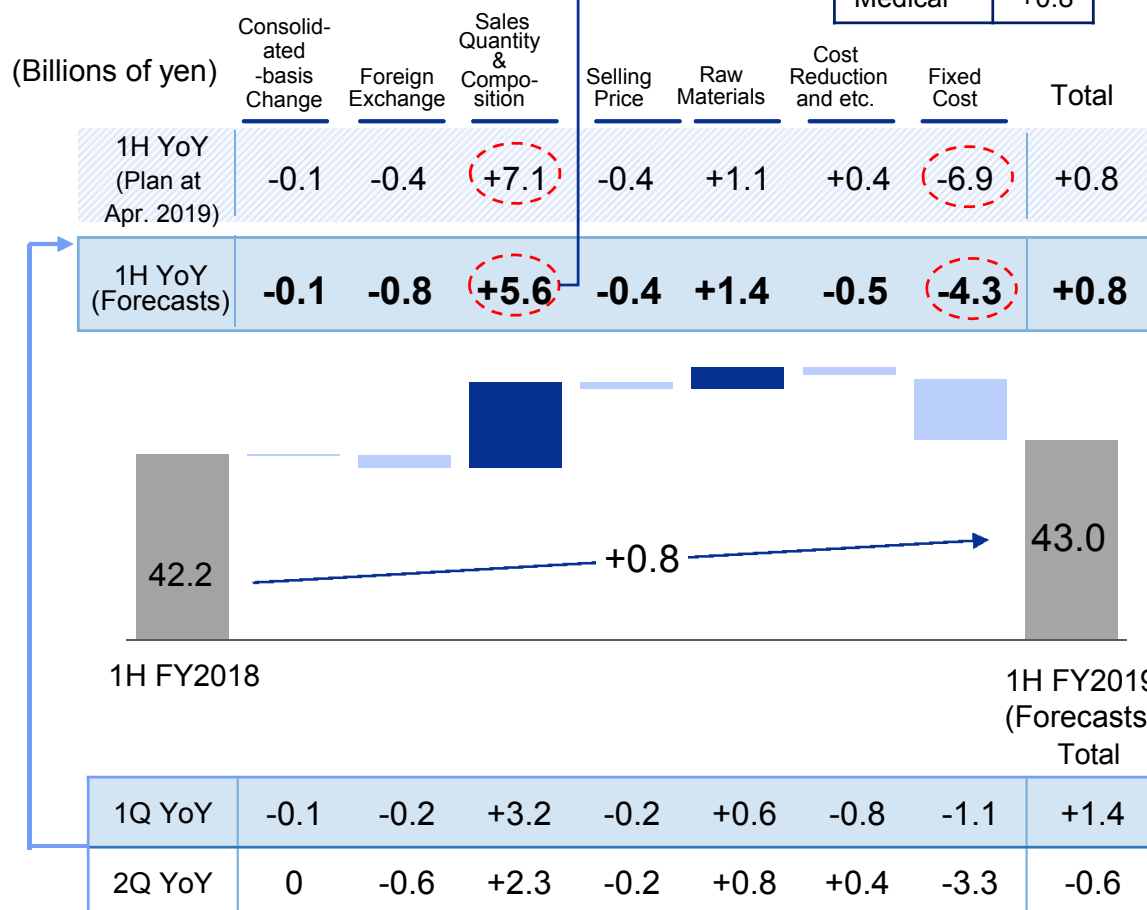 Medical +0.8
(Billions of yen)
Consolid-
ated
-basis
Change
Foreign
Exchange
Sales
Quantity
&
Compo-
sition
Selling
Price
Raw
Materials
Cost
Reduction
and etc.
Fixed
Cost
Total
1H YoY
(Plan at
Apr. 2019)
-0.1 -0.4 +7.1 -0.4 +1.1 +0.4 -6.9 +0.8
1H YoY
(Forecasts)
-0.1 -0.8 +5.6 -0.4 +1.4 -0.5 -4.3 +0.8
42.2
+0.8
43.0
1H FY2018
1H FY2019
(Forecasts
Total
1Q YoY -0.1 -0.2 +3.2 -0.2 +0.6 -0.8 -1.1 +1.4
2Q YoY 0 -0.6 +2.3 -0.2 +0.8 +0.4 -3.3 -0.6